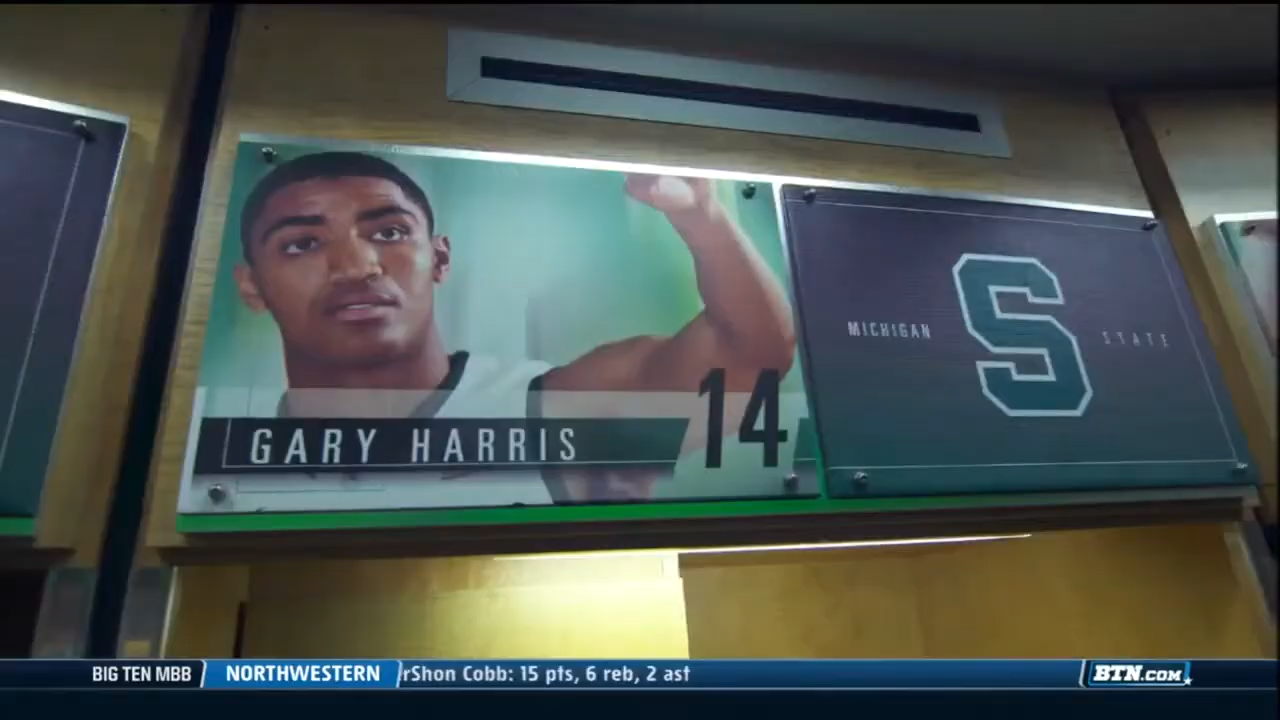 GARY HARRIS
14
MICHIGAN S STATE
BIG TEN MBB NORTHWESTERN rShon Cobb: 15 pts, 6 reb, 2 ast BTN.COM